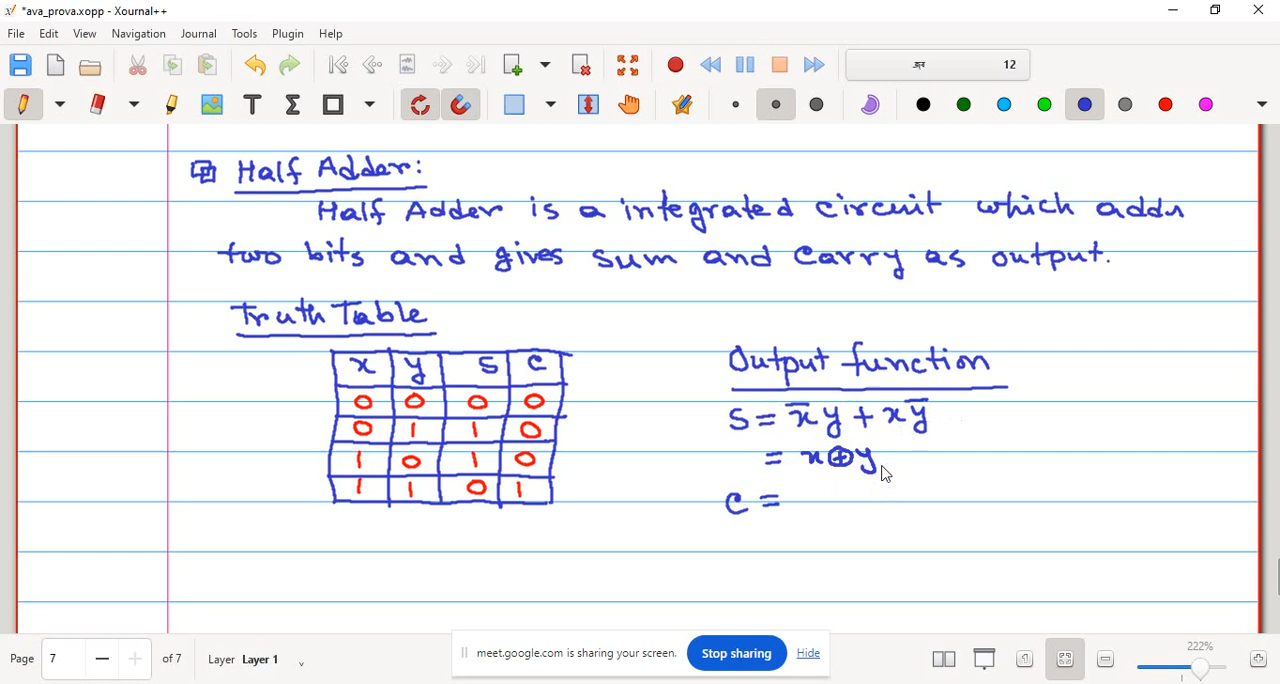 *ava_prova.xopp - Xournal++
File Edit View Navigation Journal Tools Plugin Help
12
Half Adder:
Half Adder is a integrated circuit which adds
two bits and gives sum and carry as output.
Truth Table
x y S C
0 0 0 0
0 1 1 0
1 0 1 0
1 1 0 1
Output function
S = x̅y + xy̅
= x⊕y
C =
meet.google.com is sharing your screen. Stop sharing Hide
Page 7 of 7 Layer Layer 1 222%